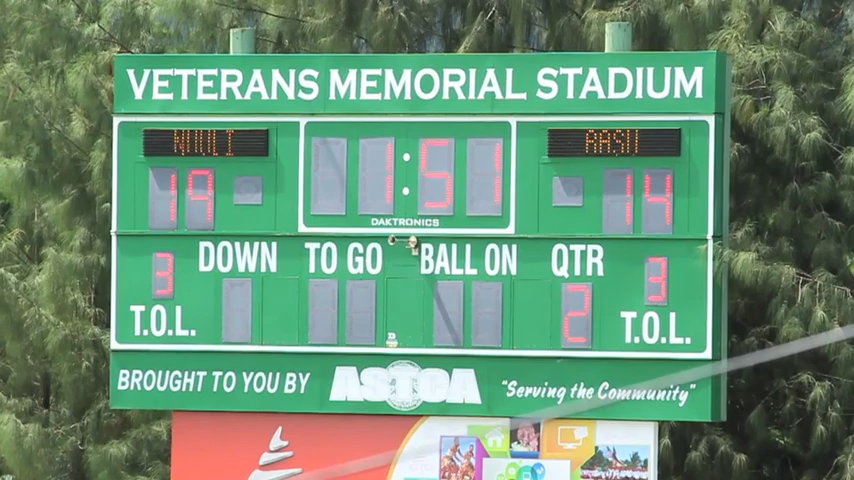 VETERANS MEMORIAL STADIUM
NUULI 1:51 AASU
19 14
DAKTRONICS
DOWN TO GO BALL ON QTR
3 2 3
T.O.L. T.O.L.
BROUGHT TO YOU BY ASTCA "Serving the Community"